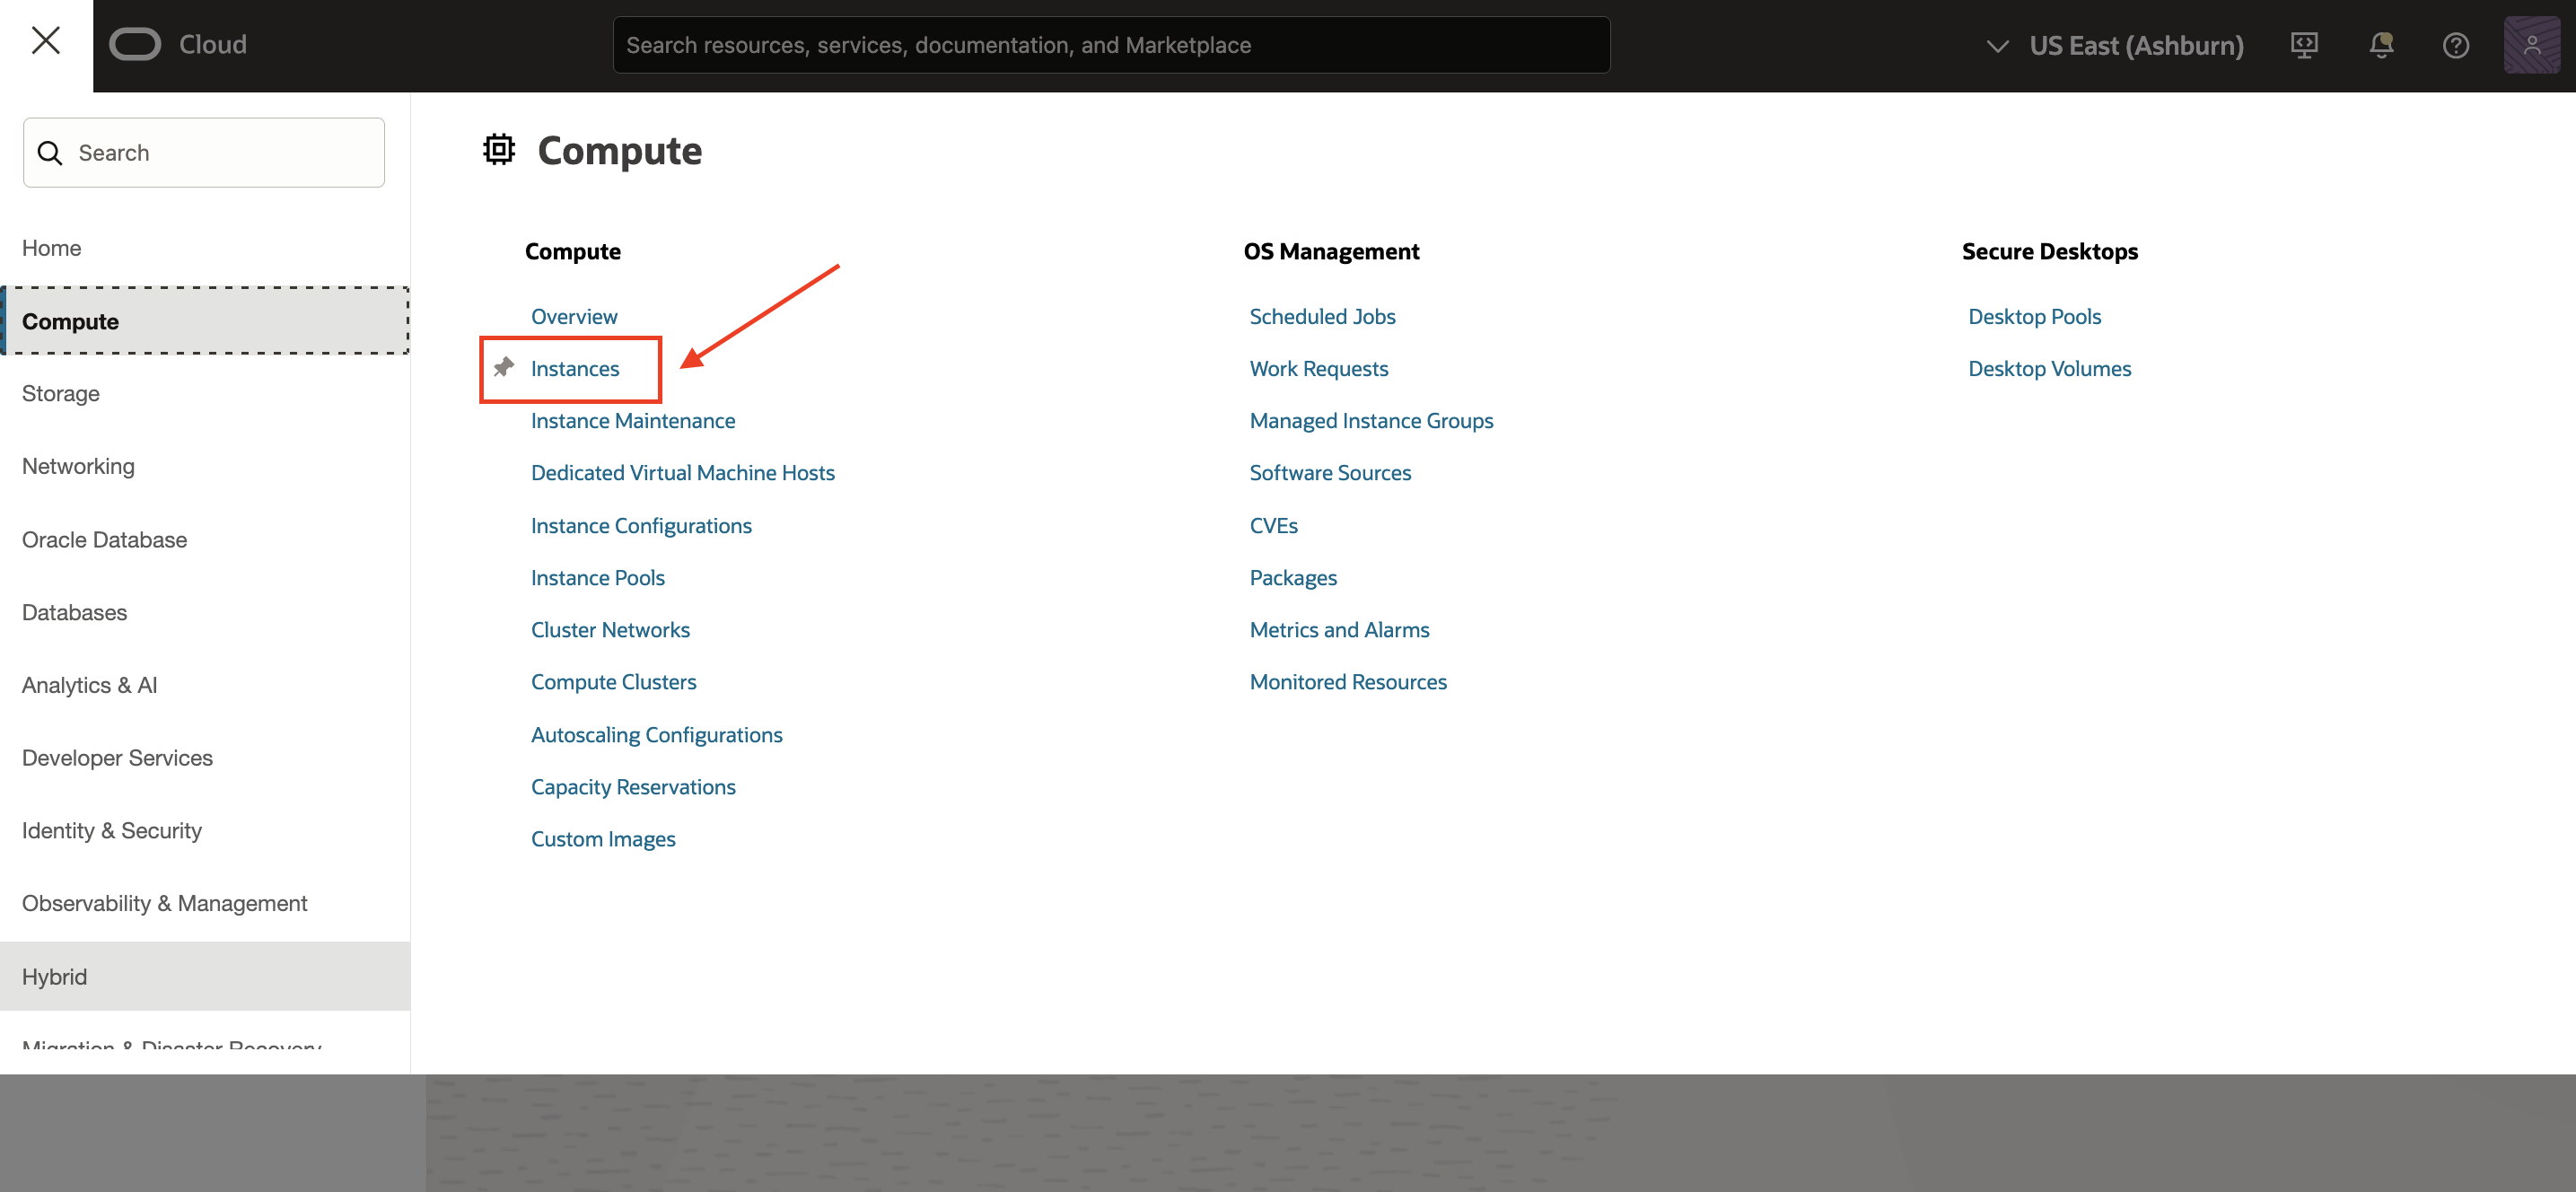 Cloud
Search resources, services, documentation, and Marketplace
US East (Ashburn)
Search
Home
Compute
Storage
Networking
Oracle Database
Databases
Analytics & AI
Developer Services
Identity & Security
Observability & Management
Hybrid
Migration & Disaster Recovery
Compute
Compute
Overview
Instances
Instance Maintenance
Dedicated Virtual Machine Hosts
Instance Configurations
Instance Pools
Cluster Networks
Compute Clusters
Autoscaling Configurations
Capacity Reservations
Custom Images
OS Management
Scheduled Jobs
Work Requests
Managed Instance Groups
Software Sources
CVEs
Packages
Metrics and Alarms
Monitored Resources
Secure Desktops
Desktop Pools
Desktop Volumes